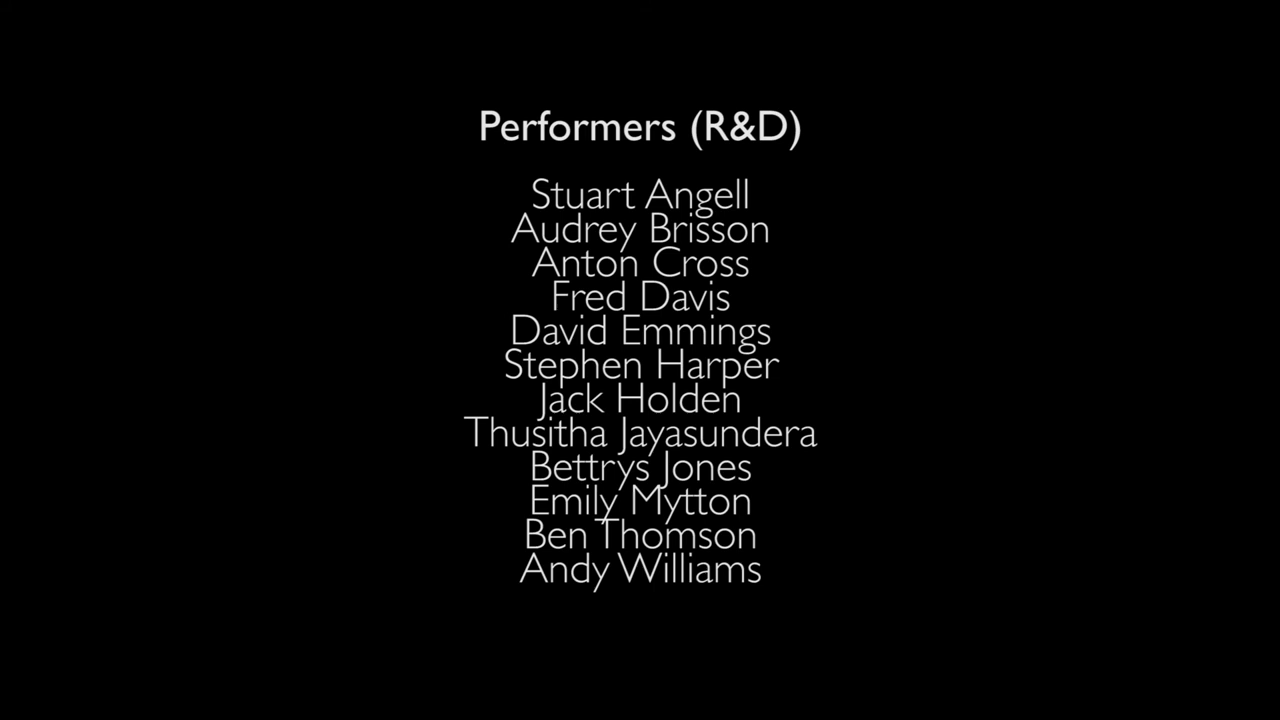 Performers (R&D)
Stuart Angell
Audrey Brisson
Anton Cross
Fred Davis
David Emmings
Stephen Harper
Jack Holden
Thusitha Jayasundera
Bettrys Jones
Emily Mytton
Ben Thomson
Andy Williams